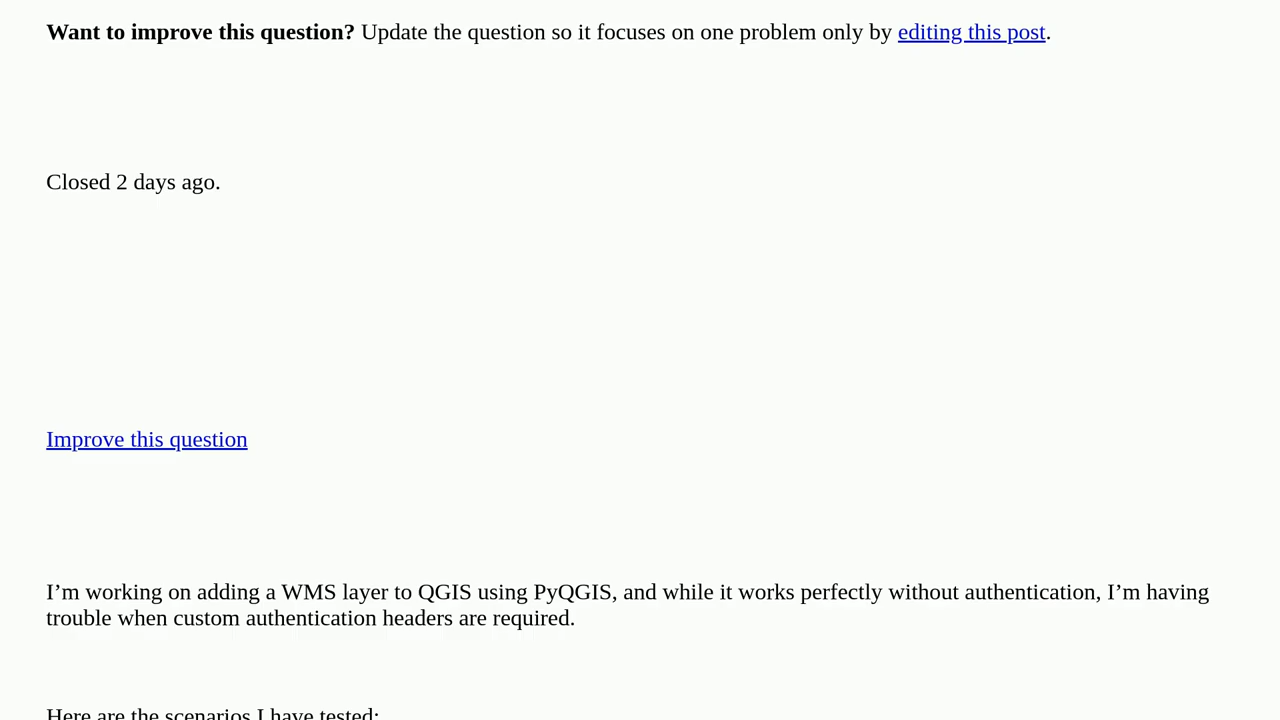 Want to improve this question? Update the question so it focuses on one problem only by editing this post.
Closed 2 days ago.
Improve this question
I’m working on adding a WMS layer to QGIS using PyQGIS, and while it works perfectly without authentication, I’m having
trouble when custom authentication headers are required.
Here are the scenarios I have tested: